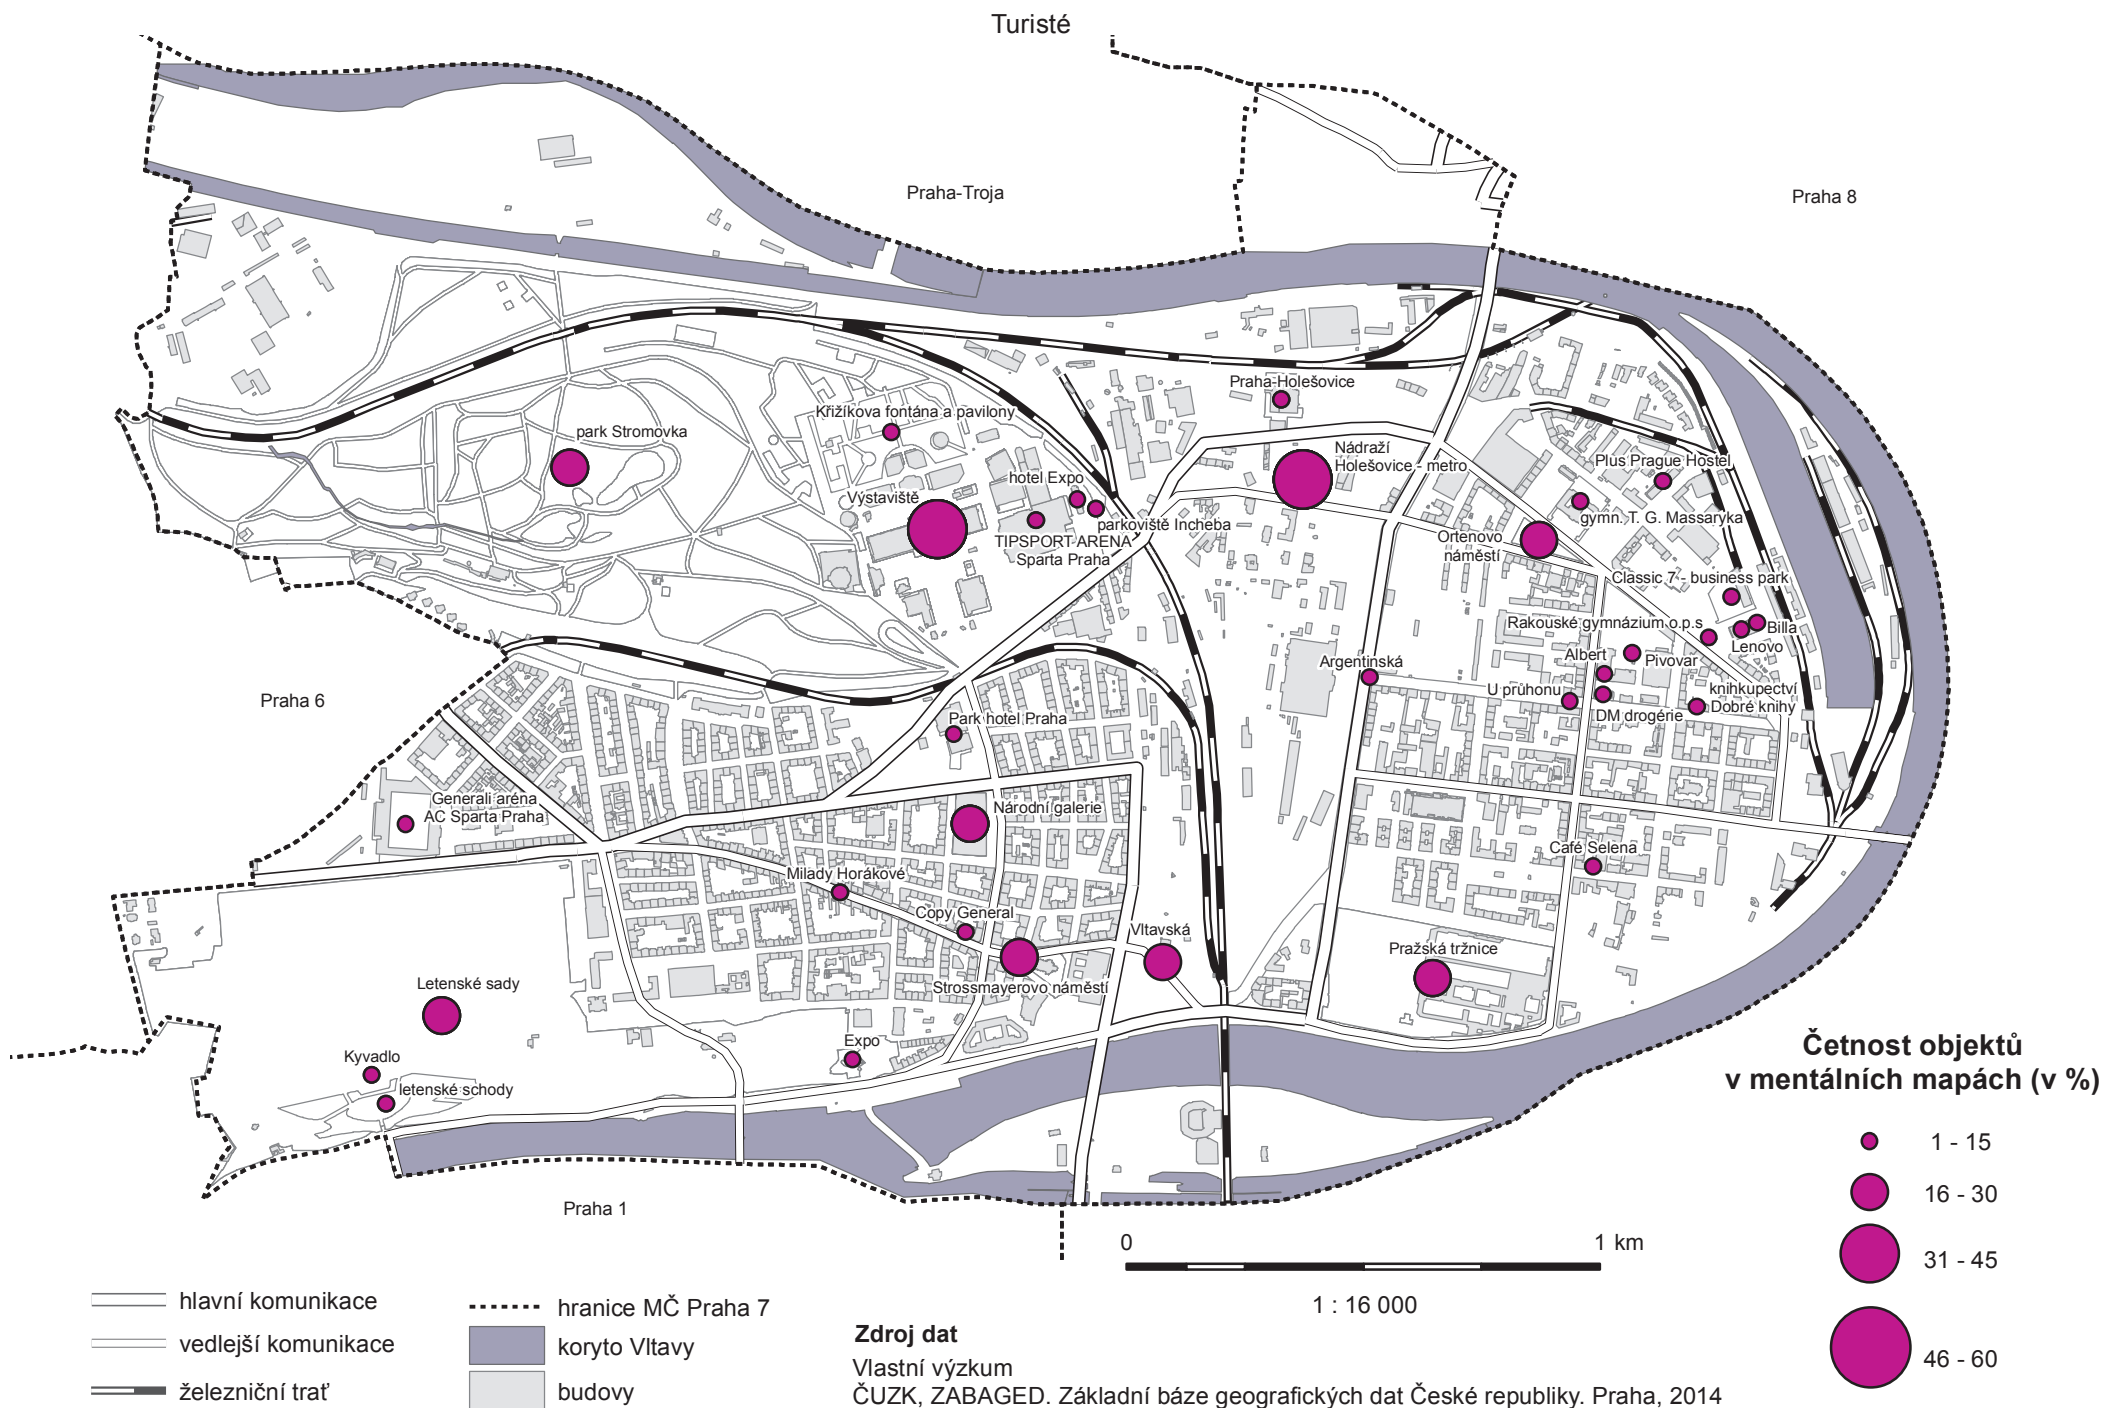 Turisté
Praha-Troja
Praha 8
Praha-Holešovice
Křižíkova fontána a pavilony
park Stromovka
Nádraží
Holešovice - metro
Plus Prague Hostel
hotel Expo
Výstaviště
parkoviště Incheba
gymn. T. G. Massaryka
TIPSPORT ARENA
Sparta Praha
Ortenovo
náměstí
Classic 7 - business park
Rakouské gymnázium o.p.s
Billa
Lenovo
Albert
Pivovar
Argentinská
U průhonu
knihkupectví
Dobré knihy
DM drogérie
Praha 6
Park hotel Praha
Generali aréna
AC Sparta Praha
Národní galerie
Café Selena
Milady Horákové
Copy General
Vltavská
Pražská tržnice
Strossmayerovo náměstí
Letenské sady
Expo
Kyvadlo
letenské schody
Praha 1
Četnost objektů
v mentálních mapách (v %)
1 - 15
16 - 30
31 - 45
46 - 60
0 1 km
1 : 16 000
hlavní komunikace
vedlejší komunikace
železniční trať
hranice MČ Praha 7
koryto Vltavy
budovy
Zdroj dat
Vlastní výzkum
ČUZK, ZABAGED. Základní báze geografických dat České republiky. Praha, 2014